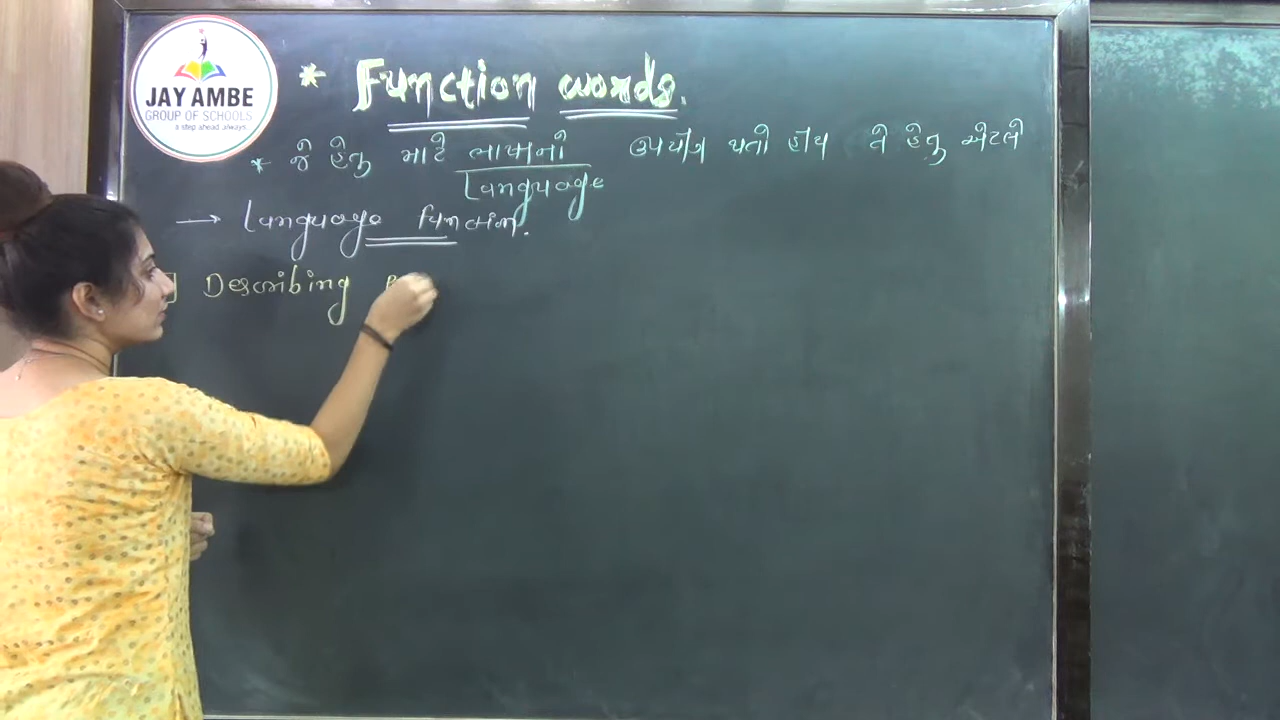 JAY AMBE
GROUP OF SCHOOLS
a step ahead always
* Function words.
* જે હેતુ માટે ભાષાનો ઉપયોગ થતો હોય તે હેતુ એટલે
Language
→ Language Function.
Describing